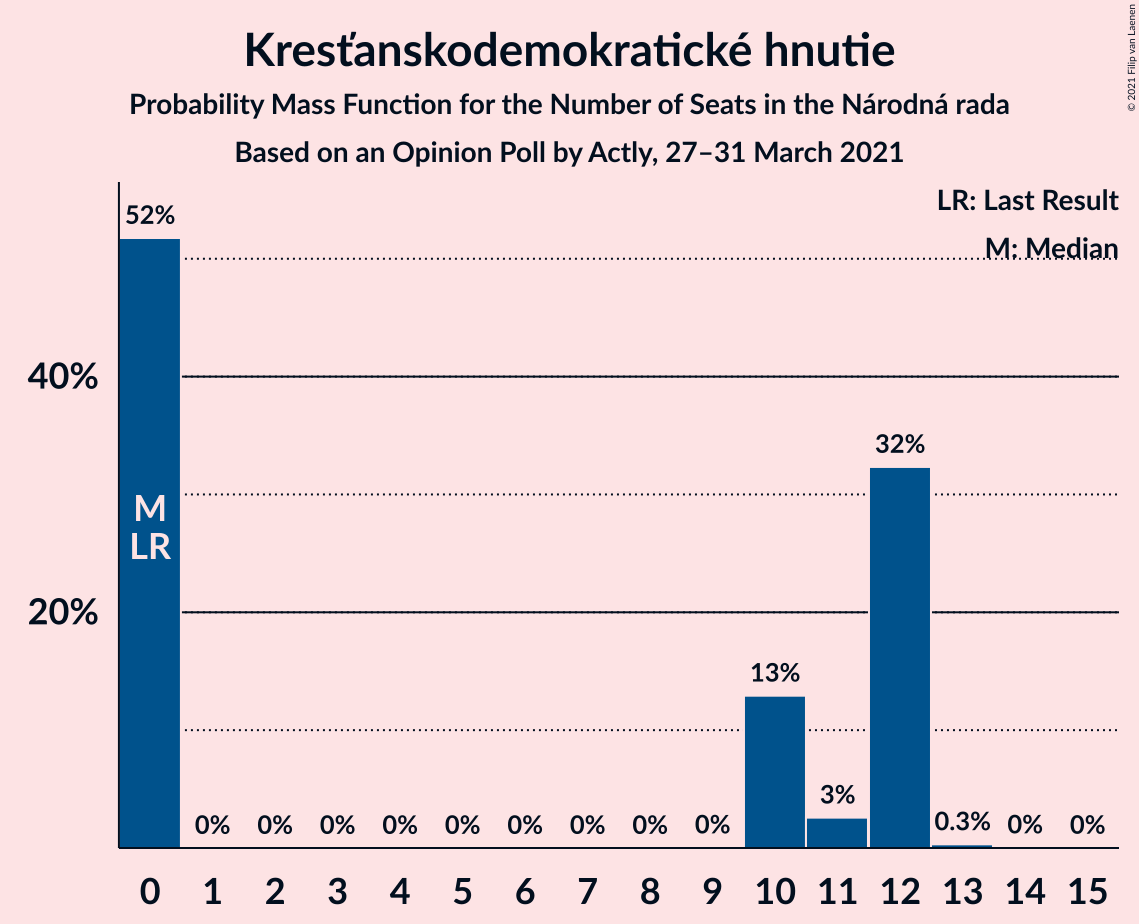 Kresťanskodemokratické hnutie
Probability Mass Function for the Number of Seats in the Národná rada
Based on an Opinion Poll by Actly, 27–31 March 2021
© 2021 Filip van Laenen
LR: Last Result
M: Median
52%
40%
32%
M
LR
20%
13%
3%
0% 0% 0% 0% 0% 0% 0% 0% 0% 0.3% 0% 0%
0 1 2 3 4 5 6 7 8 9 10 11 12 13 14 15